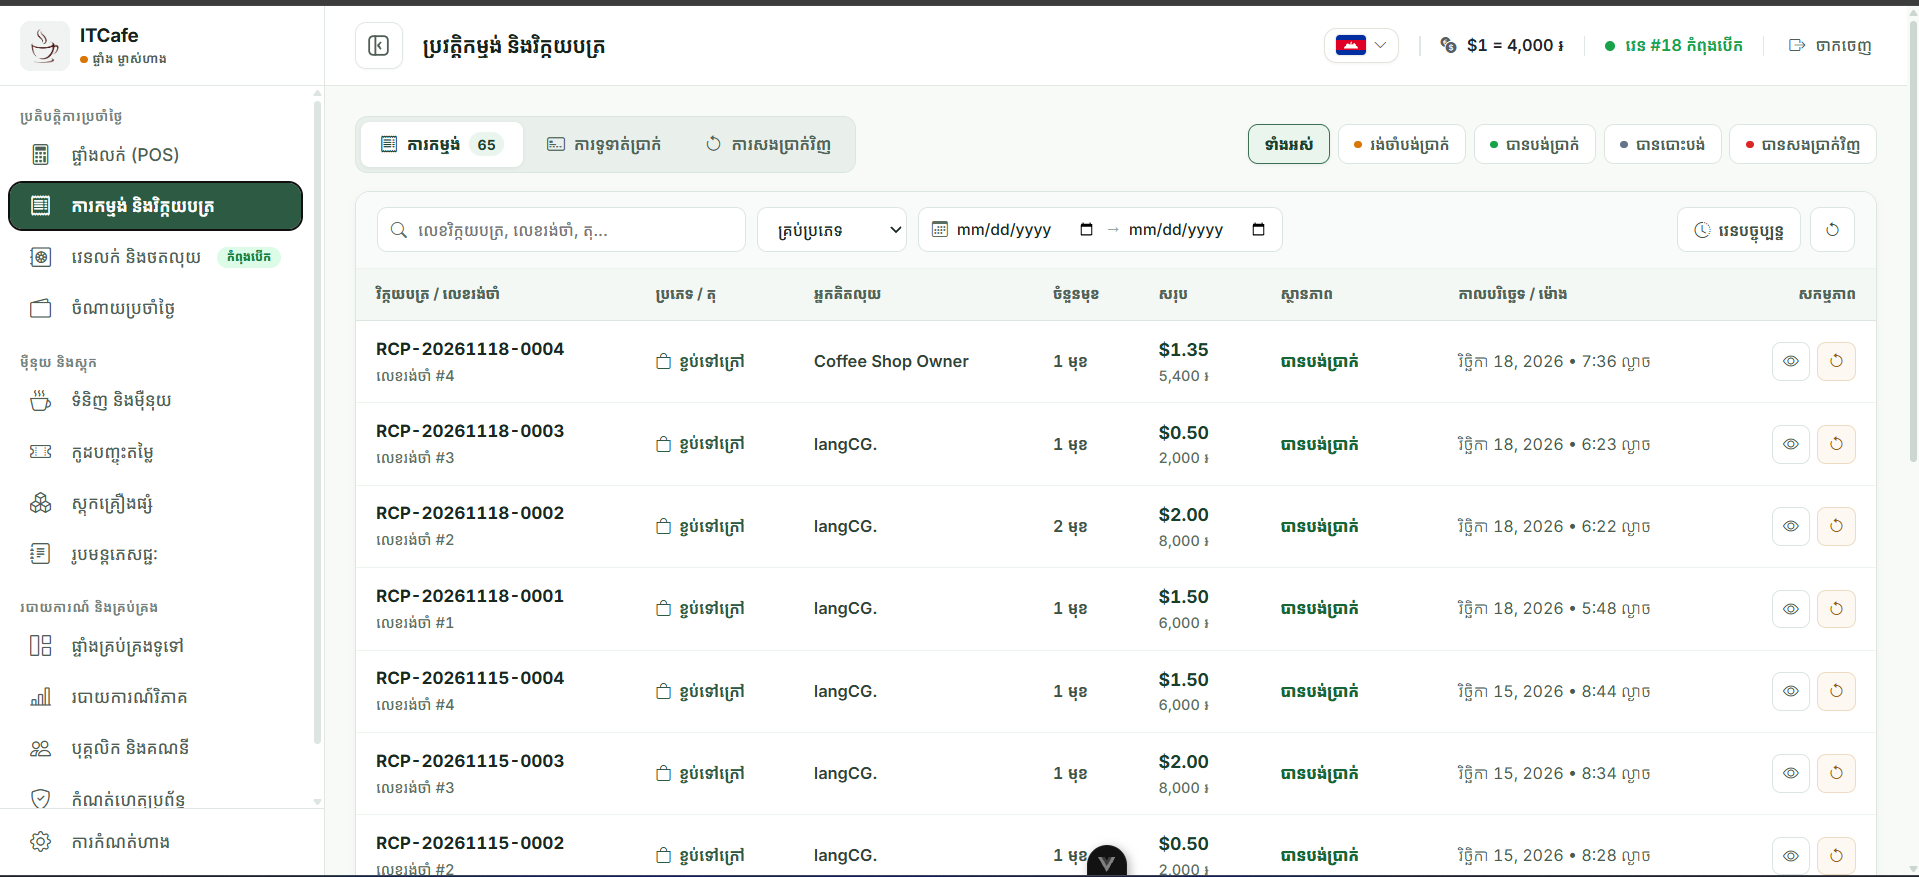 ITCafe
ផ្ទាំង ម្ចាស់ហាង
ប្រតិបត្តិការប្រចាំថ្ងៃ
ផ្ទាំងលក់ (POS)
ការកម្មង់ និងវិក្កយបត្រ
វេនលក់ និងថតលុយ កំពុងបើក
ចំណាយប្រចាំថ្ងៃ
ម៉ឺនុយ និងស្តុក
ទំនិញ និងម៉ឺនុយ
កូដបញ្ចុះតម្លៃ
ស្តុកគ្រឿងផ្សំ
រូបមន្តភេសជ្ជៈ
របាយការណ៍ និងគ្រប់គ្រង
ផ្ទាំងគ្រប់គ្រងទូទៅ
របាយការណ៍វិភាគ
បុគ្គលិក និងគណនី
កំណត់ហេតុប្រព័ន្ធ
ការកំណត់ហាង
ប្រវត្តិកម្មង់ និងវិក្កយបត្រ
$1 = 4,000 ៛
វេន #18 កំពុងបើក
ចាកចេញ
ការកម្មង់ 65 ការទូទាត់ប្រាក់ ការសងប្រាក់វិញ
ទាំងអស់ រង់ចាំបង់ប្រាក់ បានបង់ប្រាក់ បានបោះបង់ បានសងប្រាក់វិញ
លេខវិក្កយបត្រ, លេខរង់ចាំ, តុ... គ្រប់ប្រភេទ mm/dd/yyyy → mm/dd/yyyy វេនបច្ចុប្បន្ន
វិក្កយបត្រ / លេខរង់ចាំ ប្រភេទ / តុ អ្នកគិតលុយ ចំនួនមុខ សរុប ស្ថានភាព កាលបរិច្ឆេទ / ម៉ោង សកម្មភាព
RCP-20261118-0004 ខ្ចប់ទៅក្រៅ Coffee Shop Owner 1 មុខ $1.35 បានបង់ប្រាក់ វិច្ឆិកា 18, 2026 • 7:36 ល្ងាច
លេខរង់ចាំ #4 5,400 ៛
RCP-20261118-0003 ខ្ចប់ទៅក្រៅ langCG. 1 មុខ $0.50 បានបង់ប្រាក់ វិច្ឆិកា 18, 2026 • 6:23 ល្ងាច
លេខរង់ចាំ #3 2,000 ៛
RCP-20261118-0002 ខ្ចប់ទៅក្រៅ langCG. 2 មុខ $2.00 បានបង់ប្រាក់ វិច្ឆិកា 18, 2026 • 6:22 ល្ងាច
លេខរង់ចាំ #2 8,000 ៛
RCP-20261118-0001 ខ្ចប់ទៅក្រៅ langCG. 1 មុខ $1.50 បានបង់ប្រាក់ វិច្ឆិកា 18, 2026 • 5:48 ល្ងាច
លេខរង់ចាំ #1 6,000 ៛
RCP-20261115-0004 ខ្ចប់ទៅក្រៅ langCG. 1 មុខ $1.50 បានបង់ប្រាក់ វិច្ឆិកា 15, 2026 • 8:44 ល្ងាច
លេខរង់ចាំ #4 6,000 ៛
RCP-20261115-0003 ខ្ចប់ទៅក្រៅ langCG. 1 មុខ $2.00 បានបង់ប្រាក់ វិច្ឆិកា 15, 2026 • 8:34 ល្ងាច
លេខរង់ចាំ #3 8,000 ៛
RCP-20261115-0002 ខ្ចប់ទៅក្រៅ langCG. 1 មុខ $0.50 បានបង់ប្រាក់ វិច្ឆិកា 15, 2026 • 8:28 ល្ងាច
លេខរង់ចាំ #2 2,000 ៛